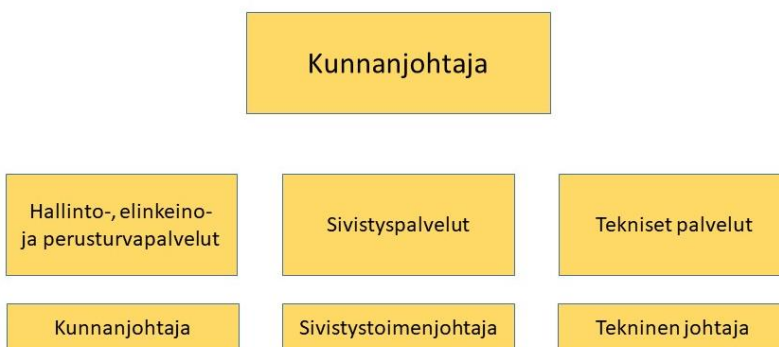 Kunnanjohtaja
Hallinto-, elinkeino-
ja perusturvapalvelut
Sivistyspalvelut
Tekniset palvelut
Kunnanjohtaja
Sivistystoimenjohtaja
Tekninen johtaja